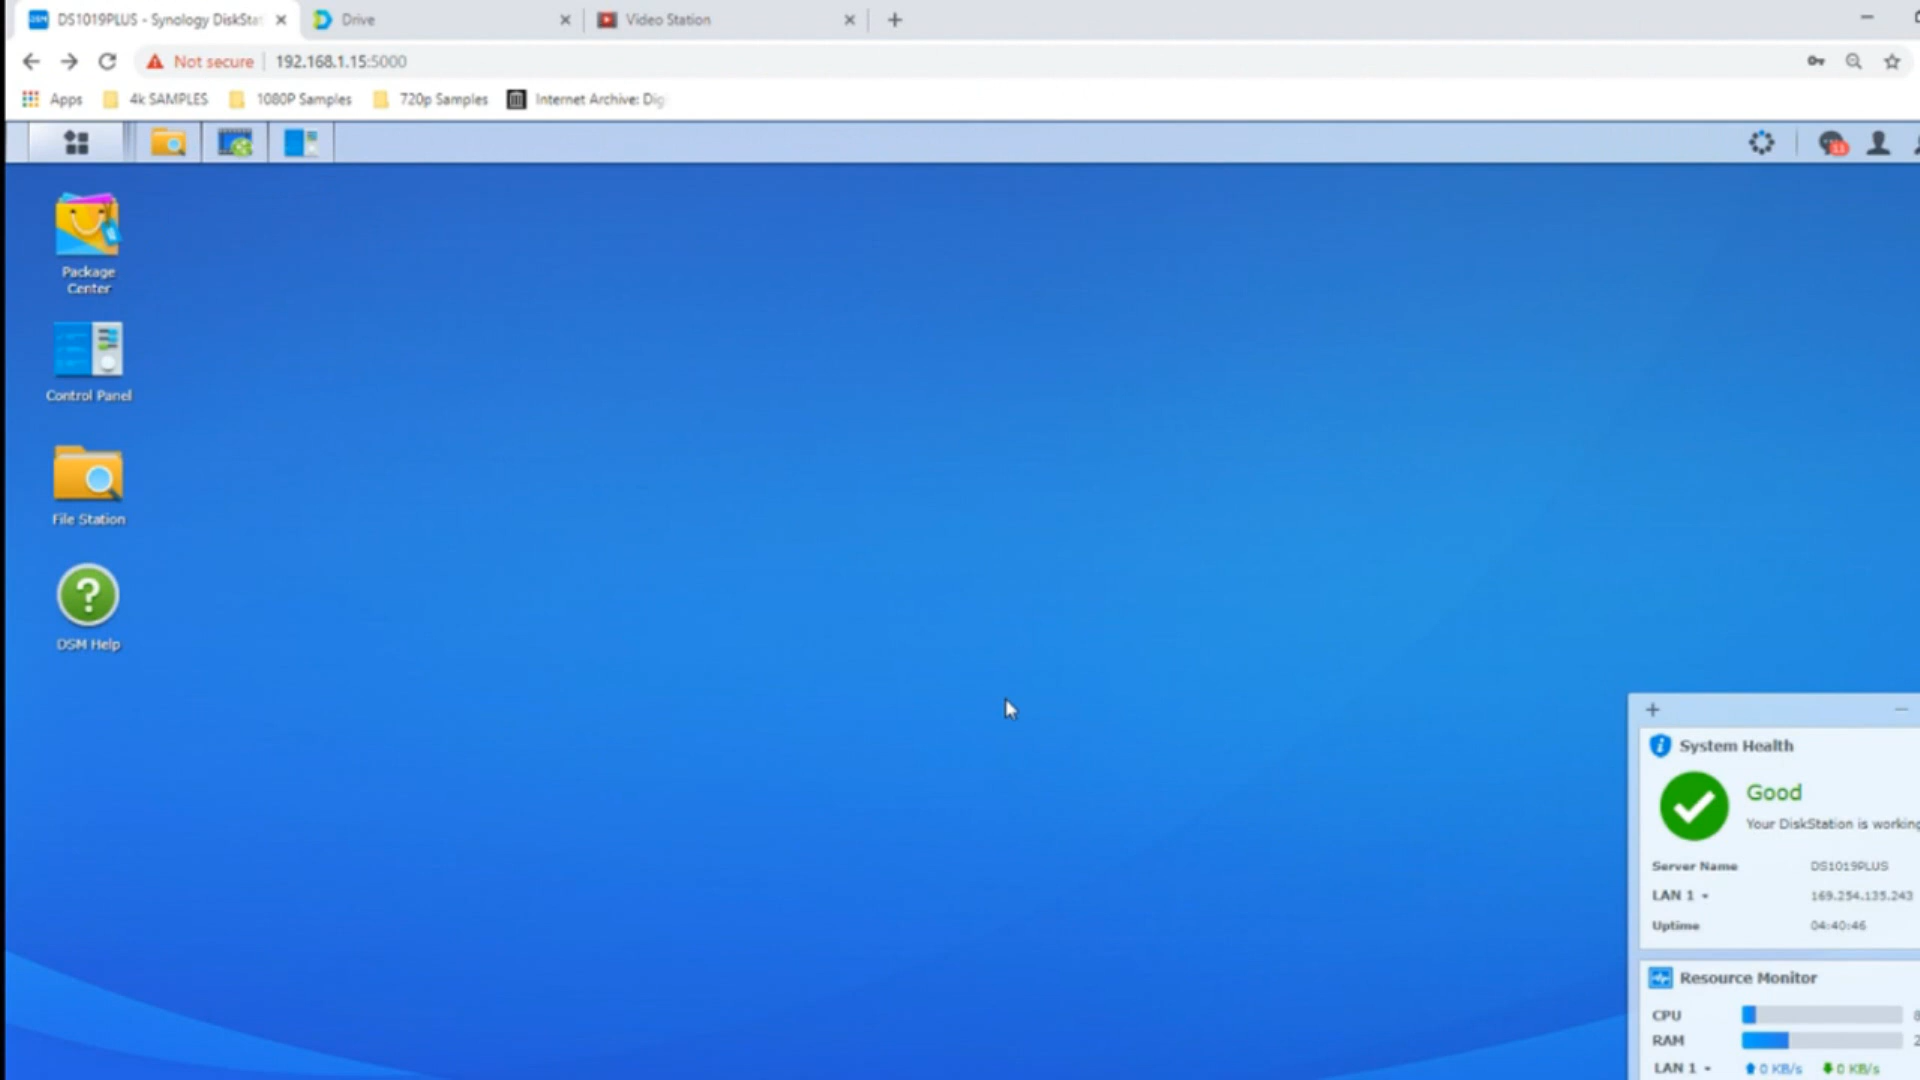 DS1019PLUS - Synology DiskSta
Drive
Video Station
Not secure
192.168.1.15:5000
Apps
4k SAMPLES
1080P Samples
720p Samples
Internet Archive: Dig
11
Package
Center
Control Panel
File Station
DSM Help
System Health
Good
Your DiskStation is working
Server Name DS1019PLUS
LAN 1 169.254.135.243
Uptime 04:40:46
Resource Monitor
CPU
RAM
LAN 1 0 KB/s 0 KB/s